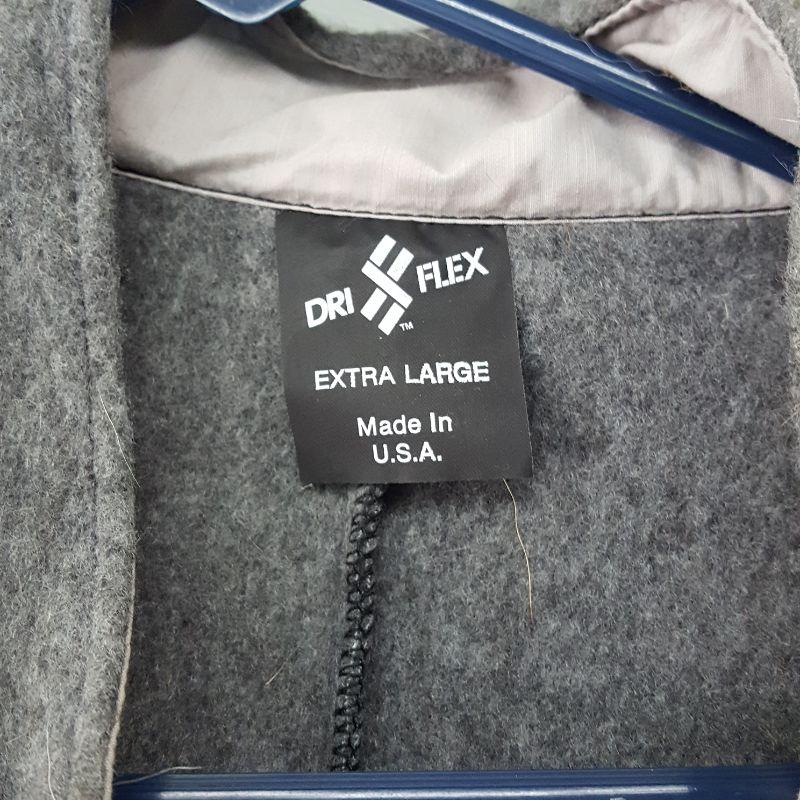 DRI FLEX
TM
EXTRA LARGE
Made In
U.S.A.